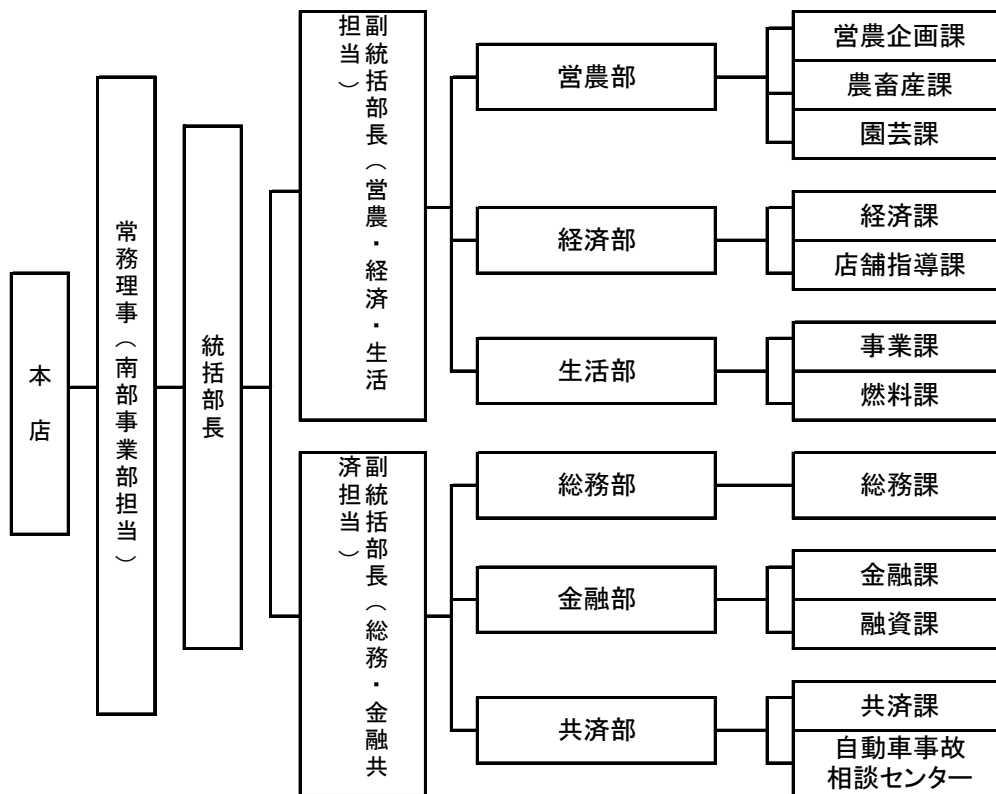 本店
常務理事（南部事業部担当）
統括部長
副統括部長（営農・経済・生活
担当）
営農部
営農企画課
農畜産課
園芸課
経済部
経済課
店舗指導課
生活部
事業課
燃料課
副統括部長（総務・金融共
済担当）
総務部
総務課
金融部
金融課
融資課
共済部
共済課
自動車事故
相談センター